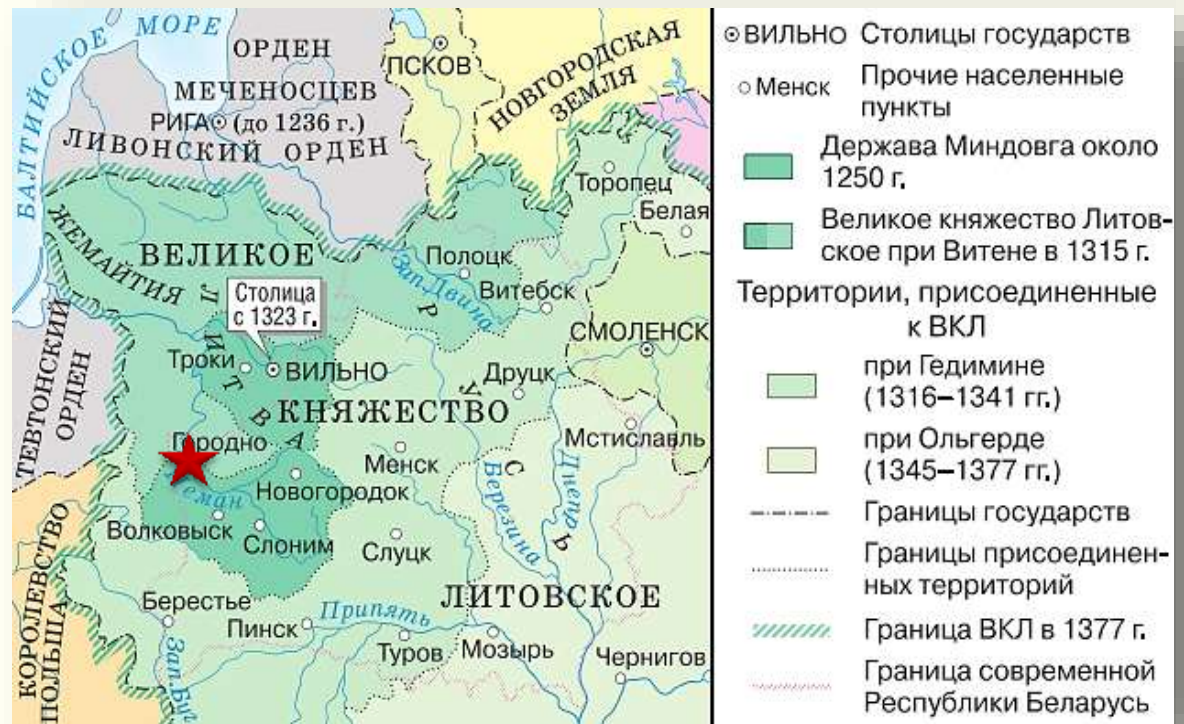 БАЛТИЙСКОЕ МОРЕ
ОРДЕН
МЕЧЕНОСЦЕВ
РИГА (до 1236 г.)
ЛИВОНСКИЙ ОРДЕН
ПСКОВ
НОВГОРОДСКАЯ
ЗЕМЛЯ
Торопец
Белая
ЖЕМАЙТИЯ
ВЕЛИКОЕ
Полоцк
Зап. Двина
Витебск
Столица
с 1323 г.
ЛИТВА
РУСЬ
СМОЛЕНСК
Троки
ВИЛЬНО
Друцк
ТЕВТОНСКИЙ
ОРДЕН
КНЯЖЕСТВО
Городно
Менск
Мстиславль
Неман
Новогородок
Березина
Днепр
Волковыск
Слоним
Слуцк
КОРОЛЕВСТВО
ПОЛЬША
Берестье
Припять
ЛИТОВСКОЕ
Пинск
Туров
Мозырь
Чернигов
Зап. Буг
ВИЛЬНО Столицы государств
Менск Прочие населенные
пункты
Держава Миндовга около
1250 г.
Великое княжество Литов-
ское при Витене в 1315 г.
Территории, присоединенные
к ВКЛ
при Гедимине
(1316–1341 гг.)
при Ольгерде
(1345–1377 гг.)
Границы государств
Границы присоединен-
ных территорий
Граница ВКЛ в 1377 г.
Граница современной
Республики Беларусь